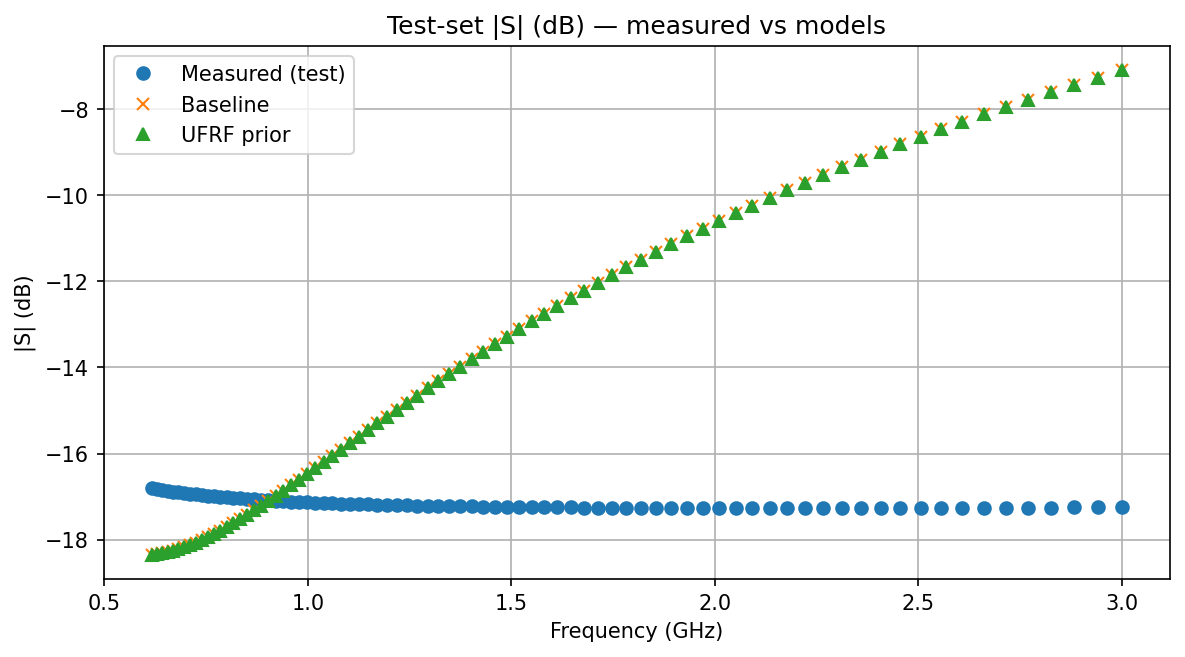 Test-set |S| (dB) — measured vs models
Measured (test)
Baseline
UFRF prior
−8
−10
−12
−14
−16
−18
|S| (dB)
0.5 1.0 1.5 2.0 2.5 3.0
Frequency (GHz)